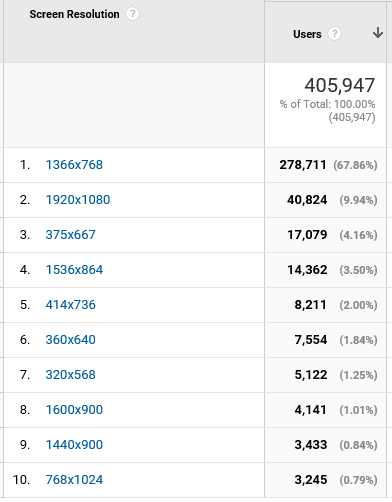 Screen Resolution ?
Users ?
405,947
% of Total: 100.00%
(405,947)
1. 1366x768 278,711 (67.86%)
2. 1920x1080 40,824 (9.94%)
3. 375x667 17,079 (4.16%)
4. 1536x864 14,362 (3.50%)
5. 414x736 8,211 (2.00%)
6. 360x640 7,554 (1.84%)
7. 320x568 5,122 (1.25%)
8. 1600x900 4,141 (1.01%)
9. 1440x900 3,433 (0.84%)
10. 768x1024 3,245 (0.79%)